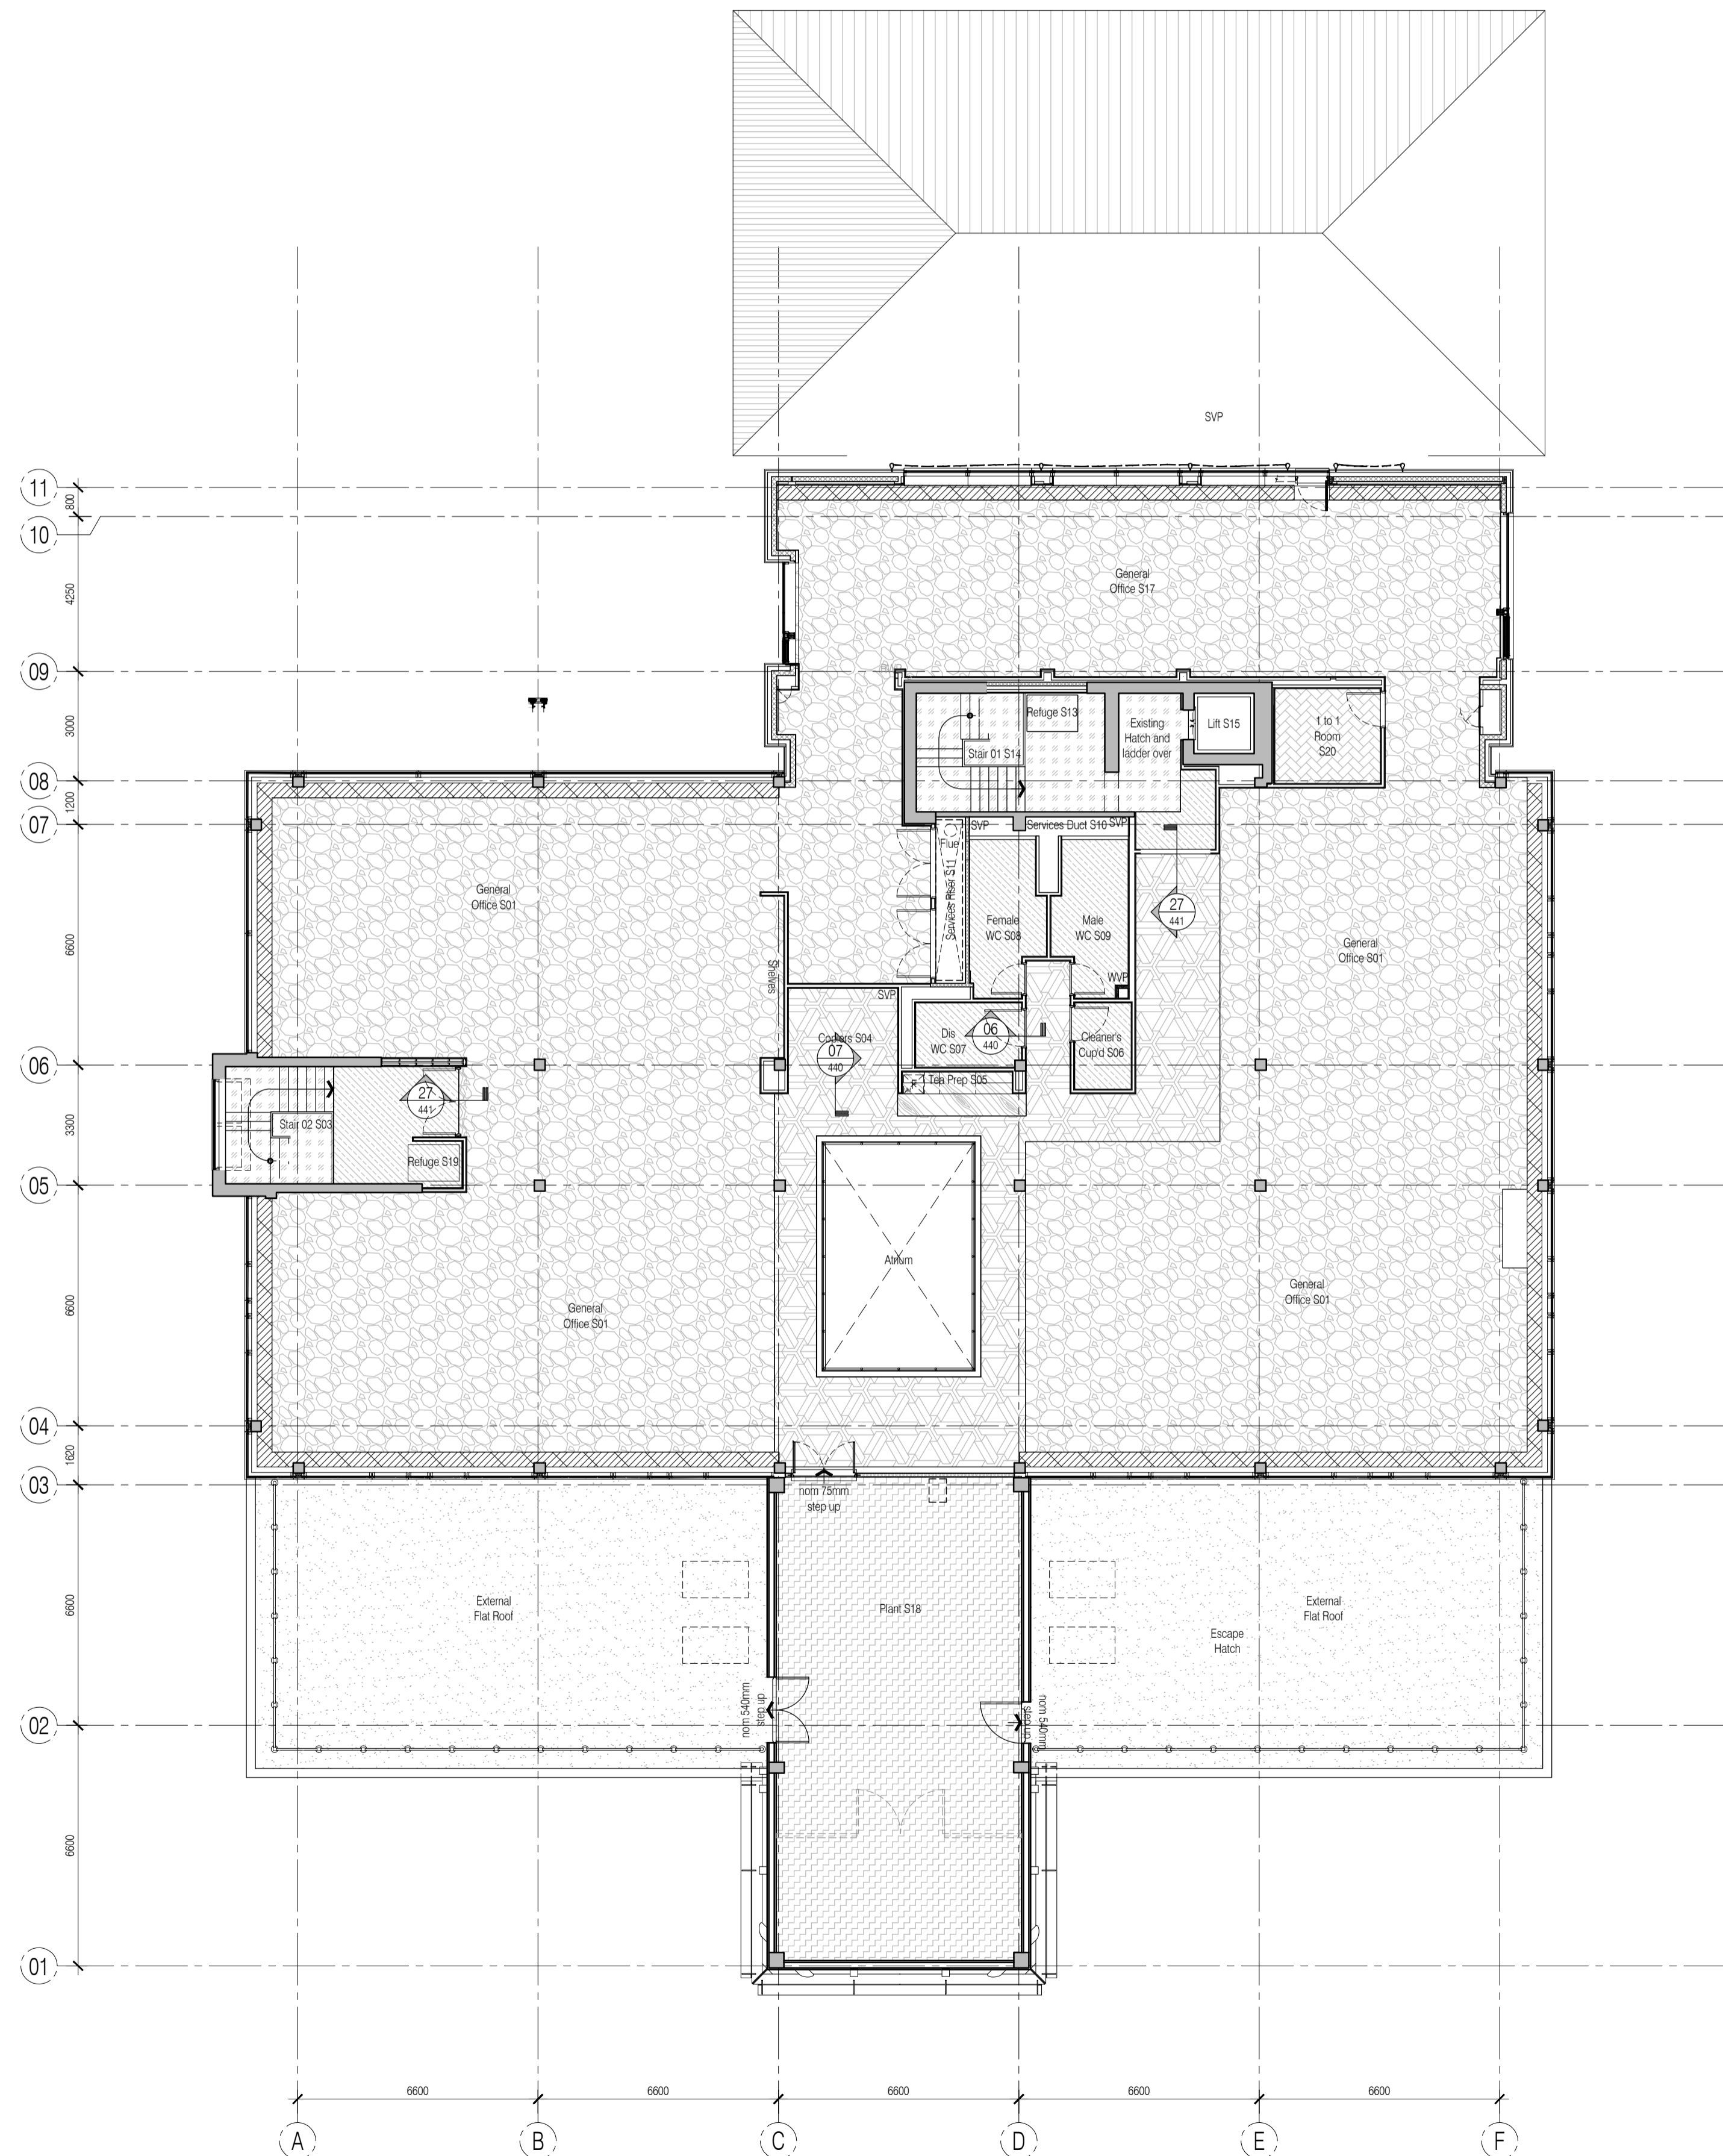 SVP
11
800
10
4250
General
Office S17
09
3000
Refuge S13
Existing
Hatch and
ladder over
Lift S15
1 to 1
Room
S20
Stair 01 S14
08
1200
07
SVP
Services Duct S10
SVP
Flue
Services Riser S11
General
Office S01
6600
Female
WC S08
Male
WC S09
27
441
General
Office S01
Shelves
WVP
SVP
Copiers S04
07
440
Dis
WC S07
06
440
Cleaner's
Cup'd S06
06
Tea Prep S05
F
27
441
3300
Stair 02 S03
Refuge S19
05
Atrium
General
Office S01
General
Office S01
6600
04
1620
03
nom 75mm
step up
External
Flat Roof
Plant S18
External
Flat Roof
Escape
Hatch
6600
nom 540mm
step up
nom 540mm
step up
02
6600
01
6600
6600
6600
6600
6600
A
B
C
D
E
F